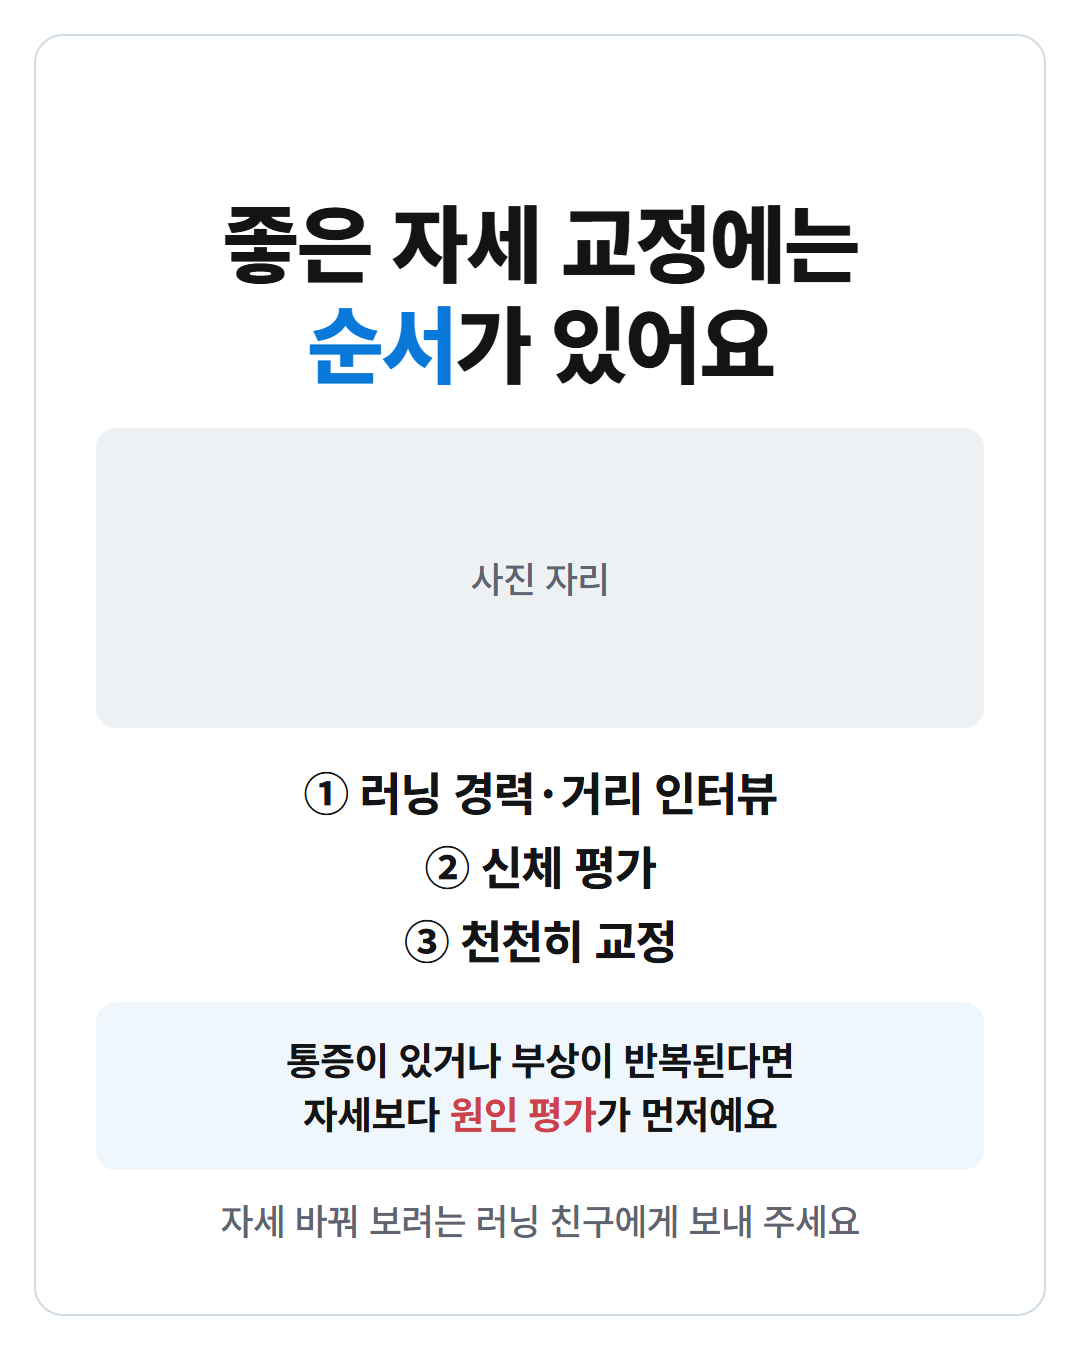 좋은 자세 교정에는
순서가 있어요
사진 자리
① 러닝 경력·거리 인터뷰
② 신체 평가
③ 천천히 교정
통증이 있거나 부상이 반복된다면
자세보다 원인 평가가 먼저예요
자세 바꿔 보려는 러닝 친구에게 보내 주세요